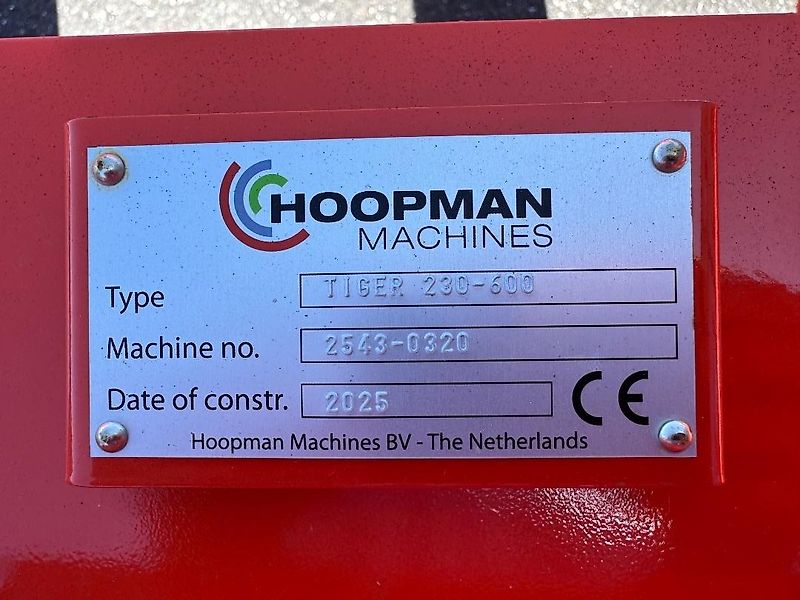 HOOPMAN
MACHINES
Type TIGER 230-600
Machine no. 2543-0320
Date of constr. 2025 CE
Hoopman Machines BV - The Netherlands